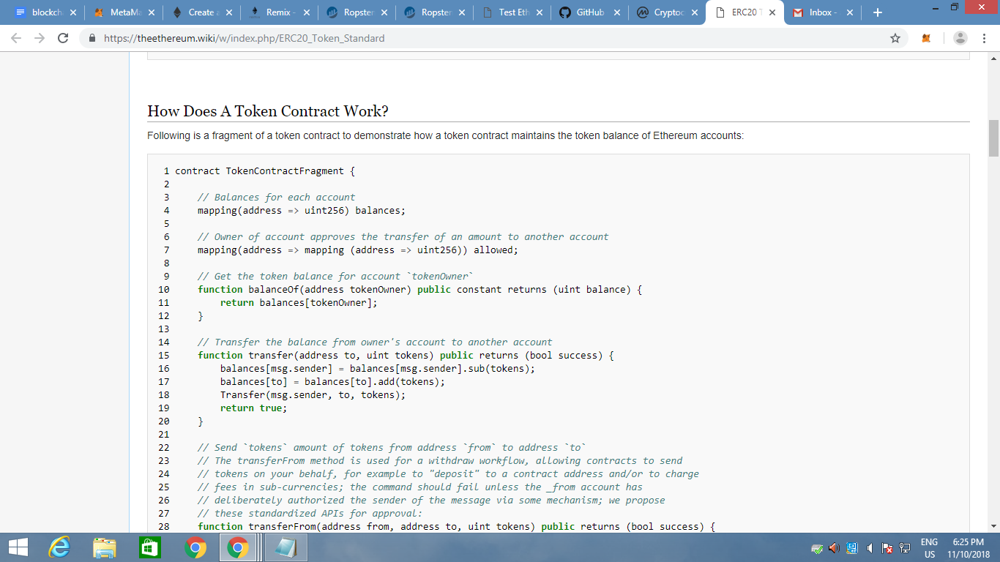 blockch
MetaMa
Create a
Remix -
Ropster
Ropster
Test Eth
GitHub
Cryptoc
ERC20 T
Inbox -
https://theethereum.wiki/w/index.php/ERC20_Token_Standard
How Does A Token Contract Work?
Following is a fragment of a token contract to demonstrate how a token contract maintains the token balance of Ethereum accounts:
1 contract TokenContractFragment {
2
3 // Balances for each account
4 mapping(address => uint256) balances;
5
6 // Owner of account approves the transfer of an amount to another account
7 mapping(address => mapping (address => uint256)) allowed;
8
9 // Get the token balance for account `tokenOwner`
10 function balanceOf(address tokenOwner) public constant returns (uint balance) {
11 return balances[tokenOwner];
12 }
13
14 // Transfer the balance from owner's account to another account
15 function transfer(address to, uint tokens) public returns (bool success) {
16 balances[msg.sender] = balances[msg.sender].sub(tokens);
17 balances[to] = balances[to].add(tokens);
18 Transfer(msg.sender, to, tokens);
19 return true;
20 }
21
22 // Send `tokens` amount of tokens from address `from` to address `to`
23 // The transferFrom method is used for a withdraw workflow, allowing contracts to send
24 // tokens on your behalf, for example to "deposit" to a contract address and/or to charge
25 // fees in sub-currencies; the command should fail unless the _from account has
26 // deliberately authorized the sender of the message via some mechanism; we propose
27 // these standardized APIs for approval:
28 function transferFrom(address from, address to, uint tokens) public returns (bool success) {
ENG
US
6:25 PM
11/10/2018